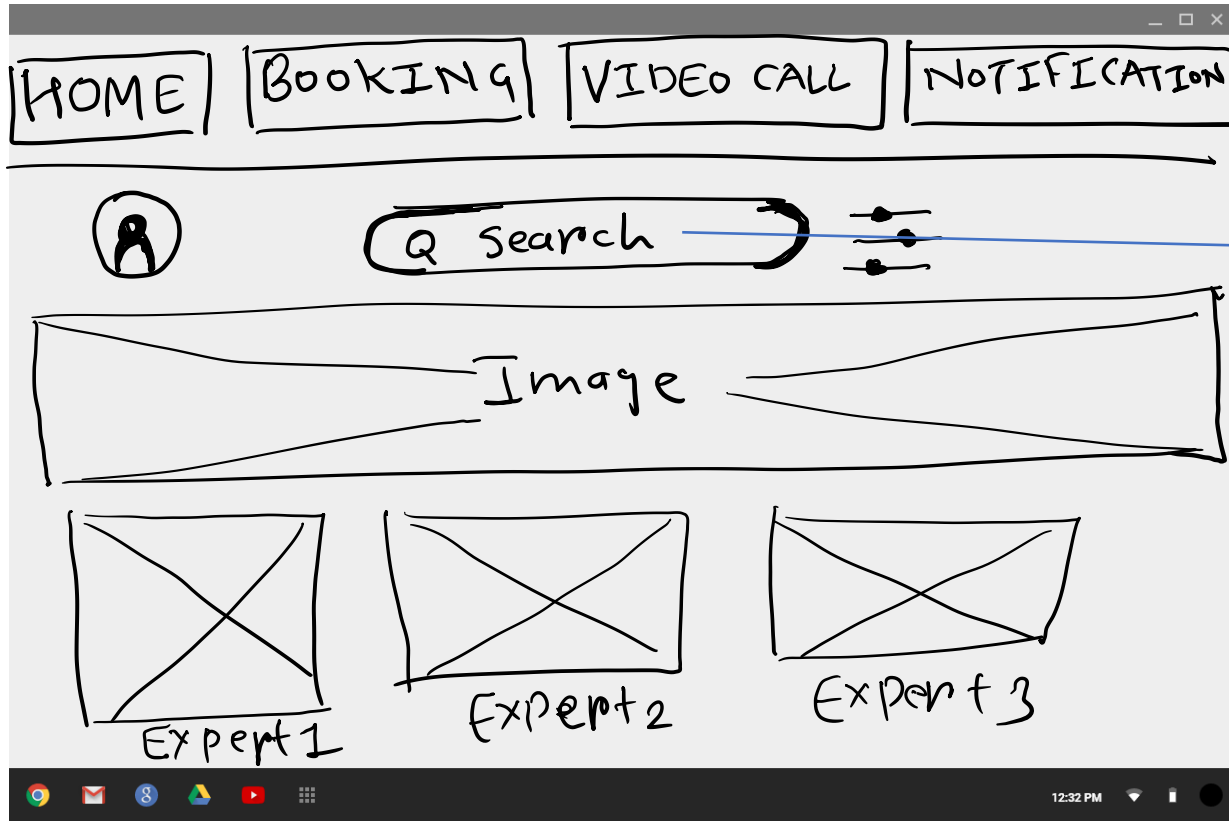 HOME BOOKING VIDEO CALL NOTIFICATION
Search
Image
Expert 1 Expert 2 Expert 3
12:32 PM